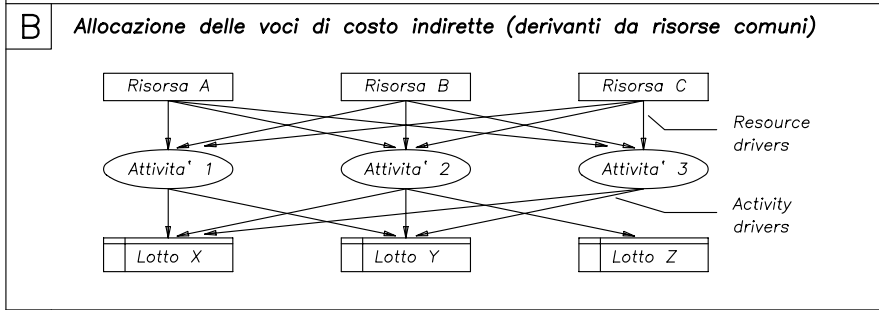 B Allocazione delle voci di costo indirette (derivanti da risorse comuni)
Risorsa A Risorsa B Risorsa C
Resource
drivers
Attivita' 1 Attivita' 2 Attivita' 3
Activity
drivers
Lotto X Lotto Y Lotto Z